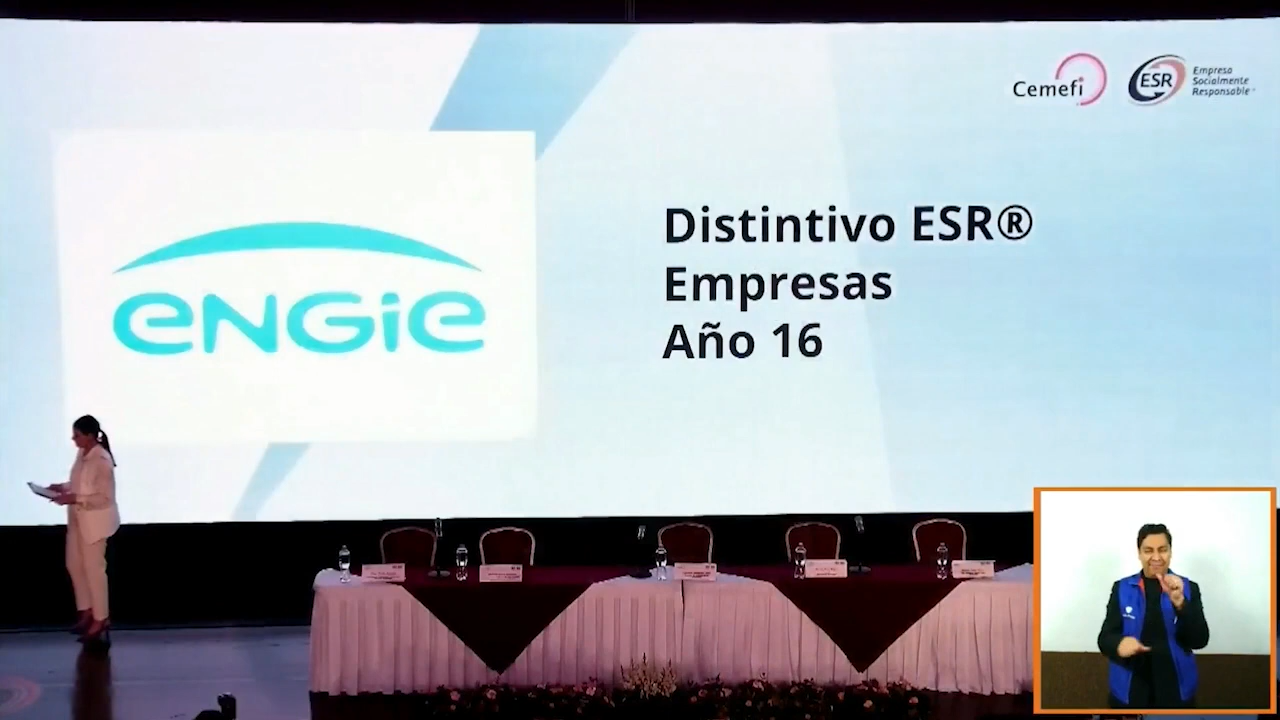 Cemefi
ESR
Empresa
Socialmente
Responsable
eNGie
Distintivo ESR®
Empresas
Año 16